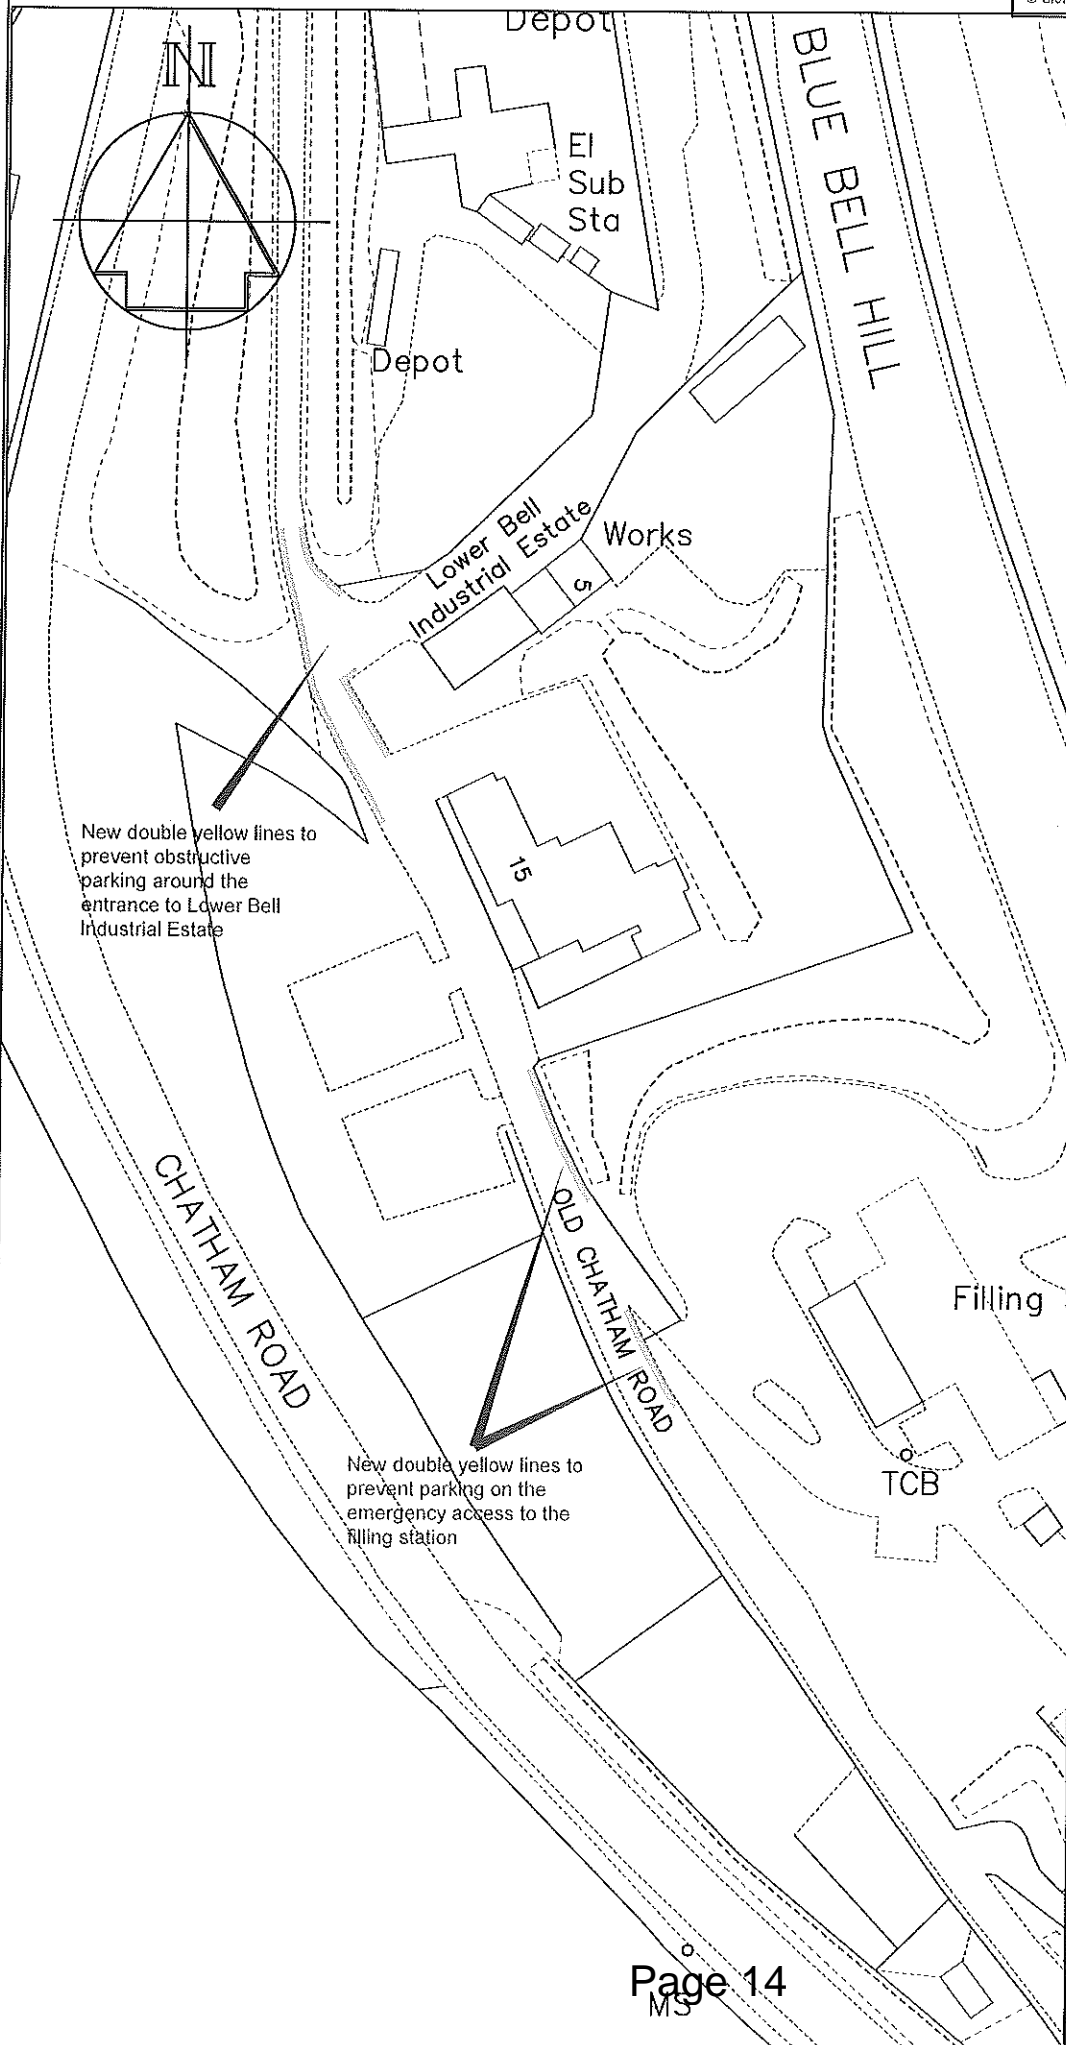 Depot
N
BLUE BELL HILL
El
Sub
Sta
Depot
Lower Bell
Industrial Estate
Works
5
New double yellow lines to
prevent obstructive
parking around the
entrance to Lower Bell
Industrial Estate
15
CHATHAM ROAD
OLD CHATHAM ROAD
Filling
New double yellow lines to
prevent parking on the
emergency access to the
filling station
TCB
Page 14
MS